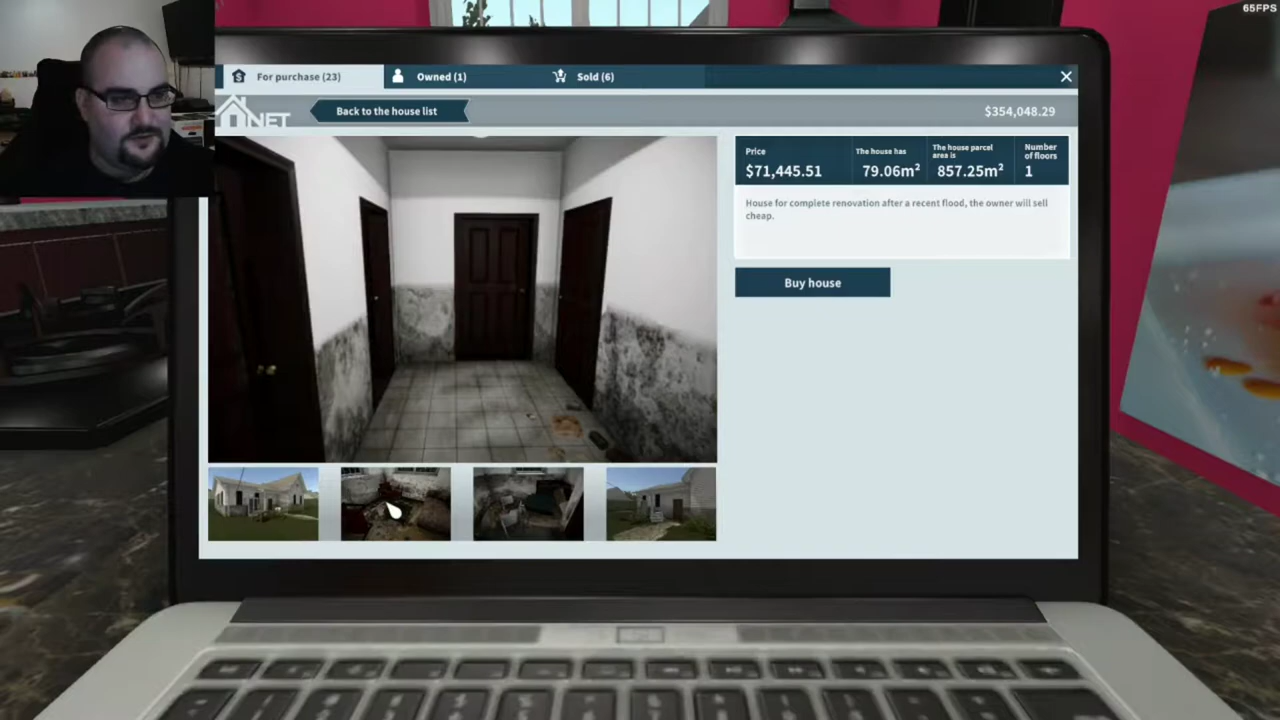 65FPS
For purchase (23)
Owned (1)
Sold (6)
NET
Back to the house list
$354,048.29
Price
$71,445.51
The house has
79.06m²
The house parcel
area is
857.25m²
Number
of floors
1
House for complete renovation after a recent flood, the owner will sell
cheap.
Buy house